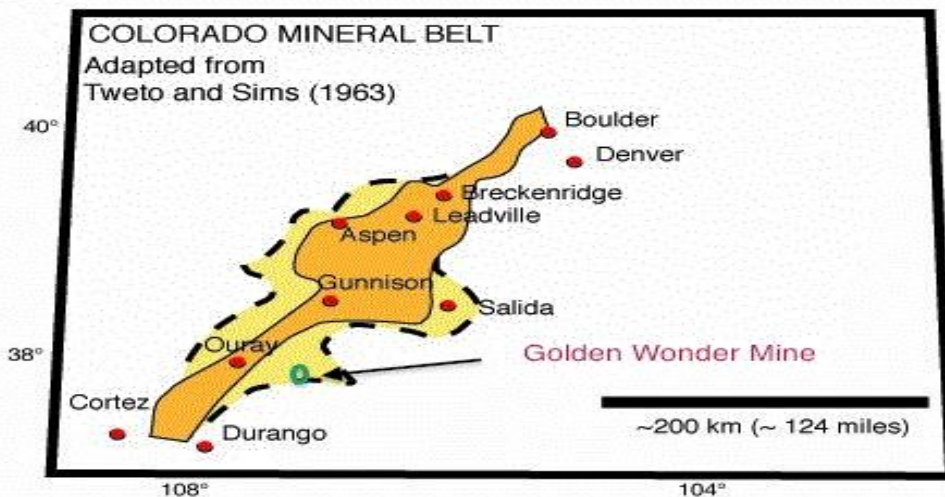 COLORADO MINERAL BELT
Adapted from
Tweto and Sims (1963)
40°
Boulder
Denver
Breckenridge
Leadville
Aspen
Gunnison
Salida
38°
Ouray
Golden Wonder Mine
Cortez
Durango
~200 km (~ 124 miles)
108°
104°